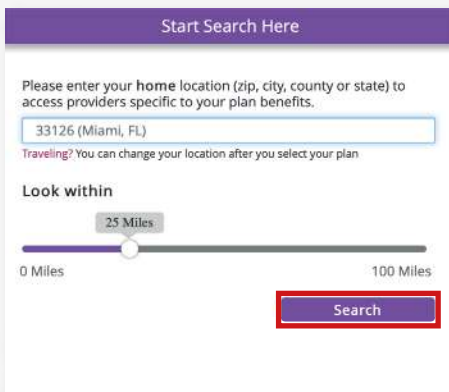 Start Search Here
Please enter your home location (zip, city, county or state) to
access providers specific to your plan benefits.
33126 (Miami, FL)
Traveling? You can change your location after you select your plan
Look within
25 Miles
0 Miles 100 Miles
Search